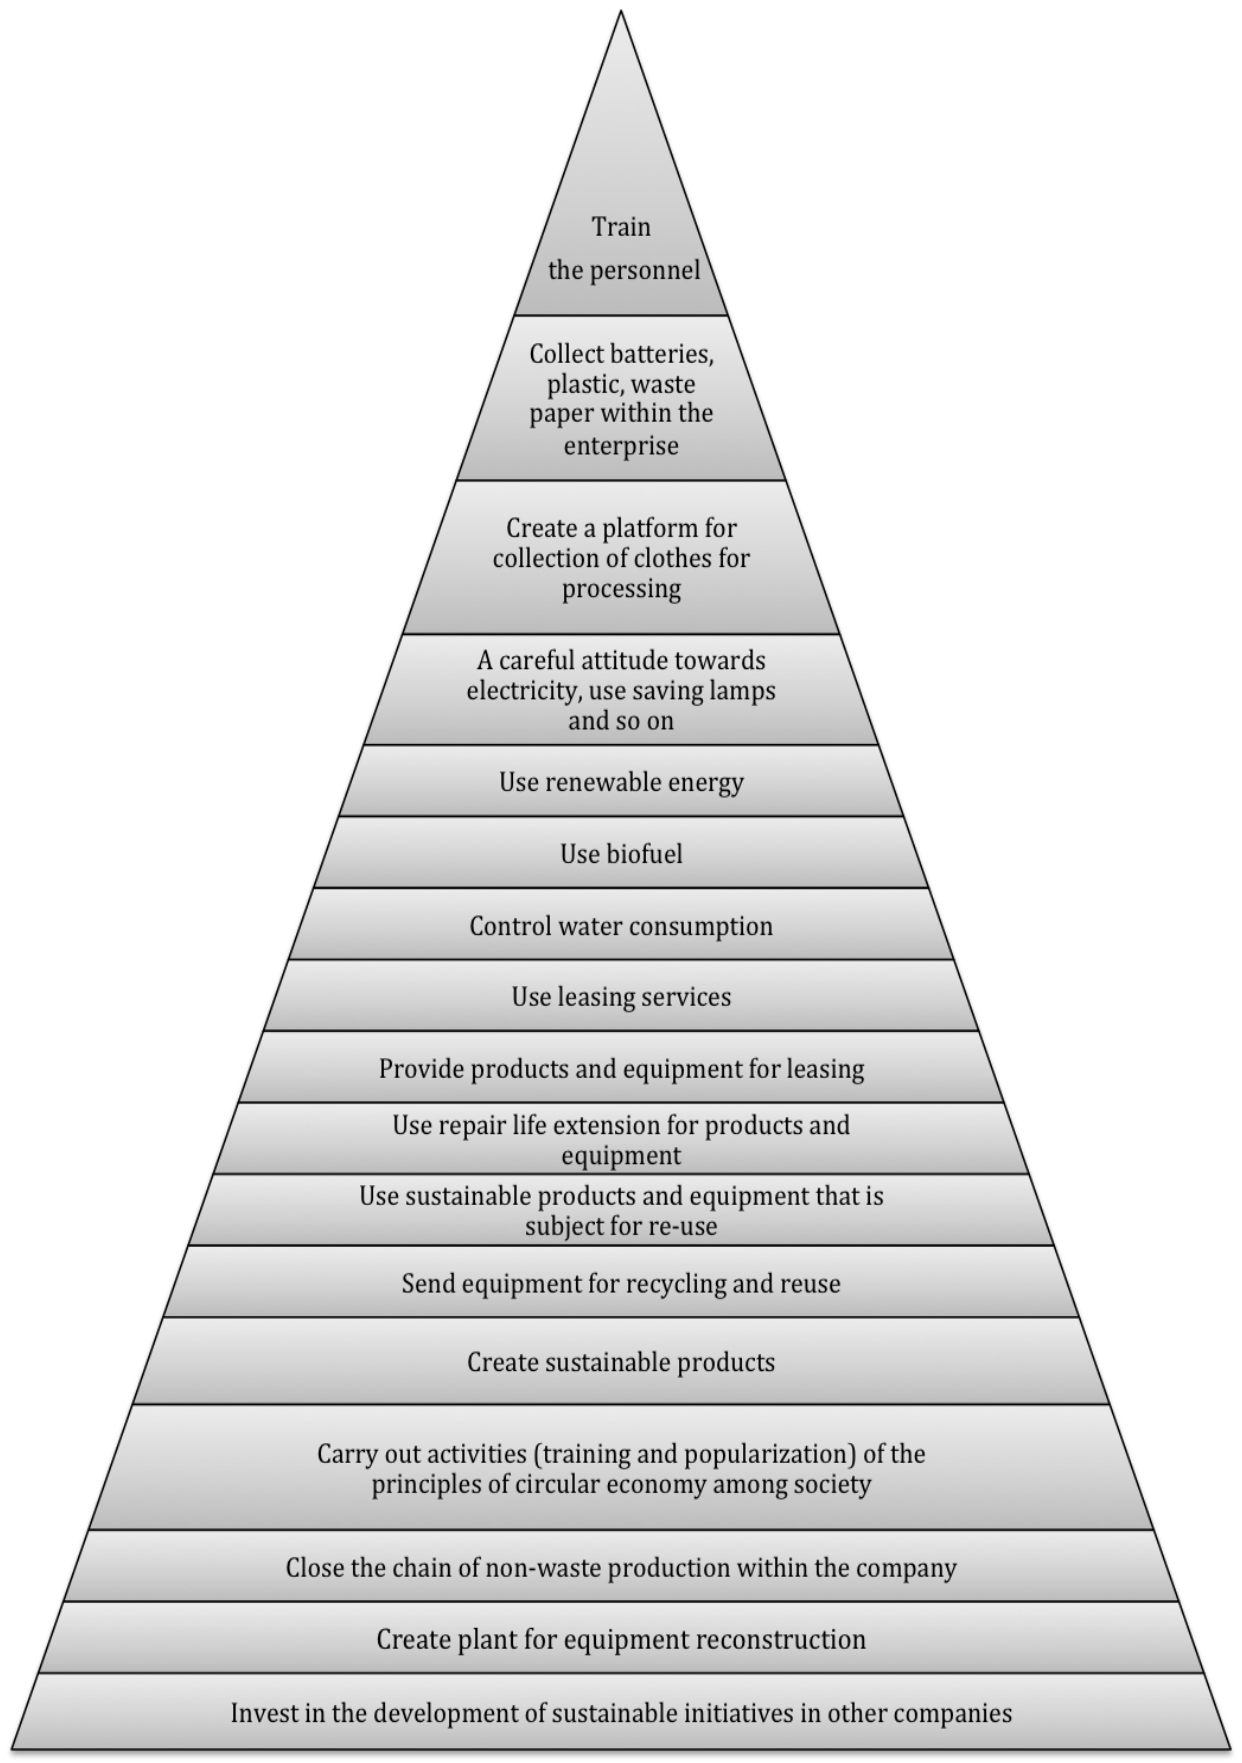 Train
the personnel
Collect batteries,
plastic, waste
paper within the
enterprise
Create a platform for
collection of clothes for
processing
A careful attitude towards
electricity, use saving lamps
and so on
Use renewable energy
Use biofuel
Control water consumption
Use leasing services
Provide products and equipment for leasing
Use repair life extension for products and
equipment
Use sustainable products and equipment that is
subject for re-use
Send equipment for recycling and reuse
Create sustainable products
Carry out activities (training and popularization) of the
principles of circular economy among society
Close the chain of non-waste production within the company
Create plant for equipment reconstruction
Invest in the development of sustainable initiatives in other companies